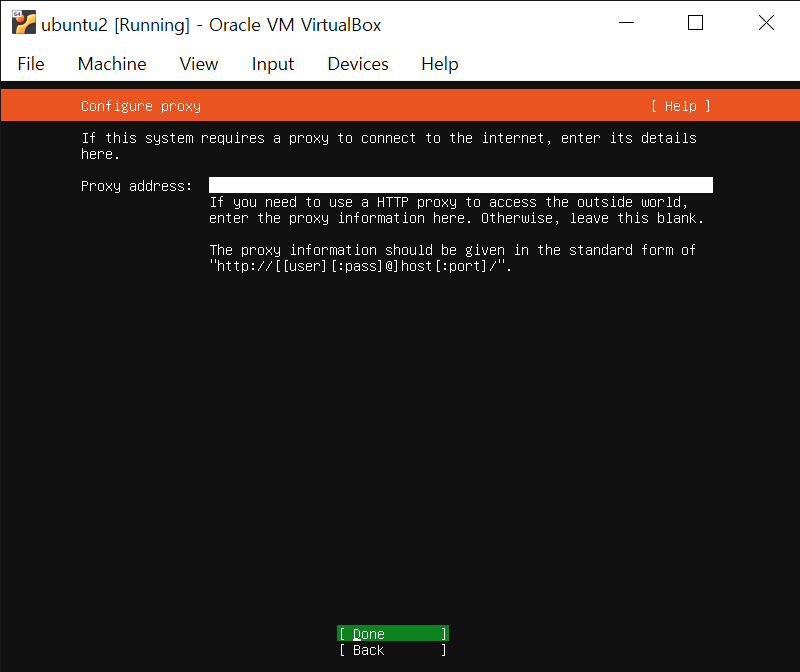 64
ubuntu2 [Running] - Oracle VM VirtualBox
File Machine View Input Devices Help
Configure proxy [ Help ]
If this system requires a proxy to connect to the internet, enter its details
here.
Proxy address:
If you need to use a HTTP proxy to access the outside world,
enter the proxy information here. Otherwise, leave this blank.
The proxy information should be given in the standard form of
"http://[[user][:pass]@]host[:port]/".
[ Done ]
[ Back ]